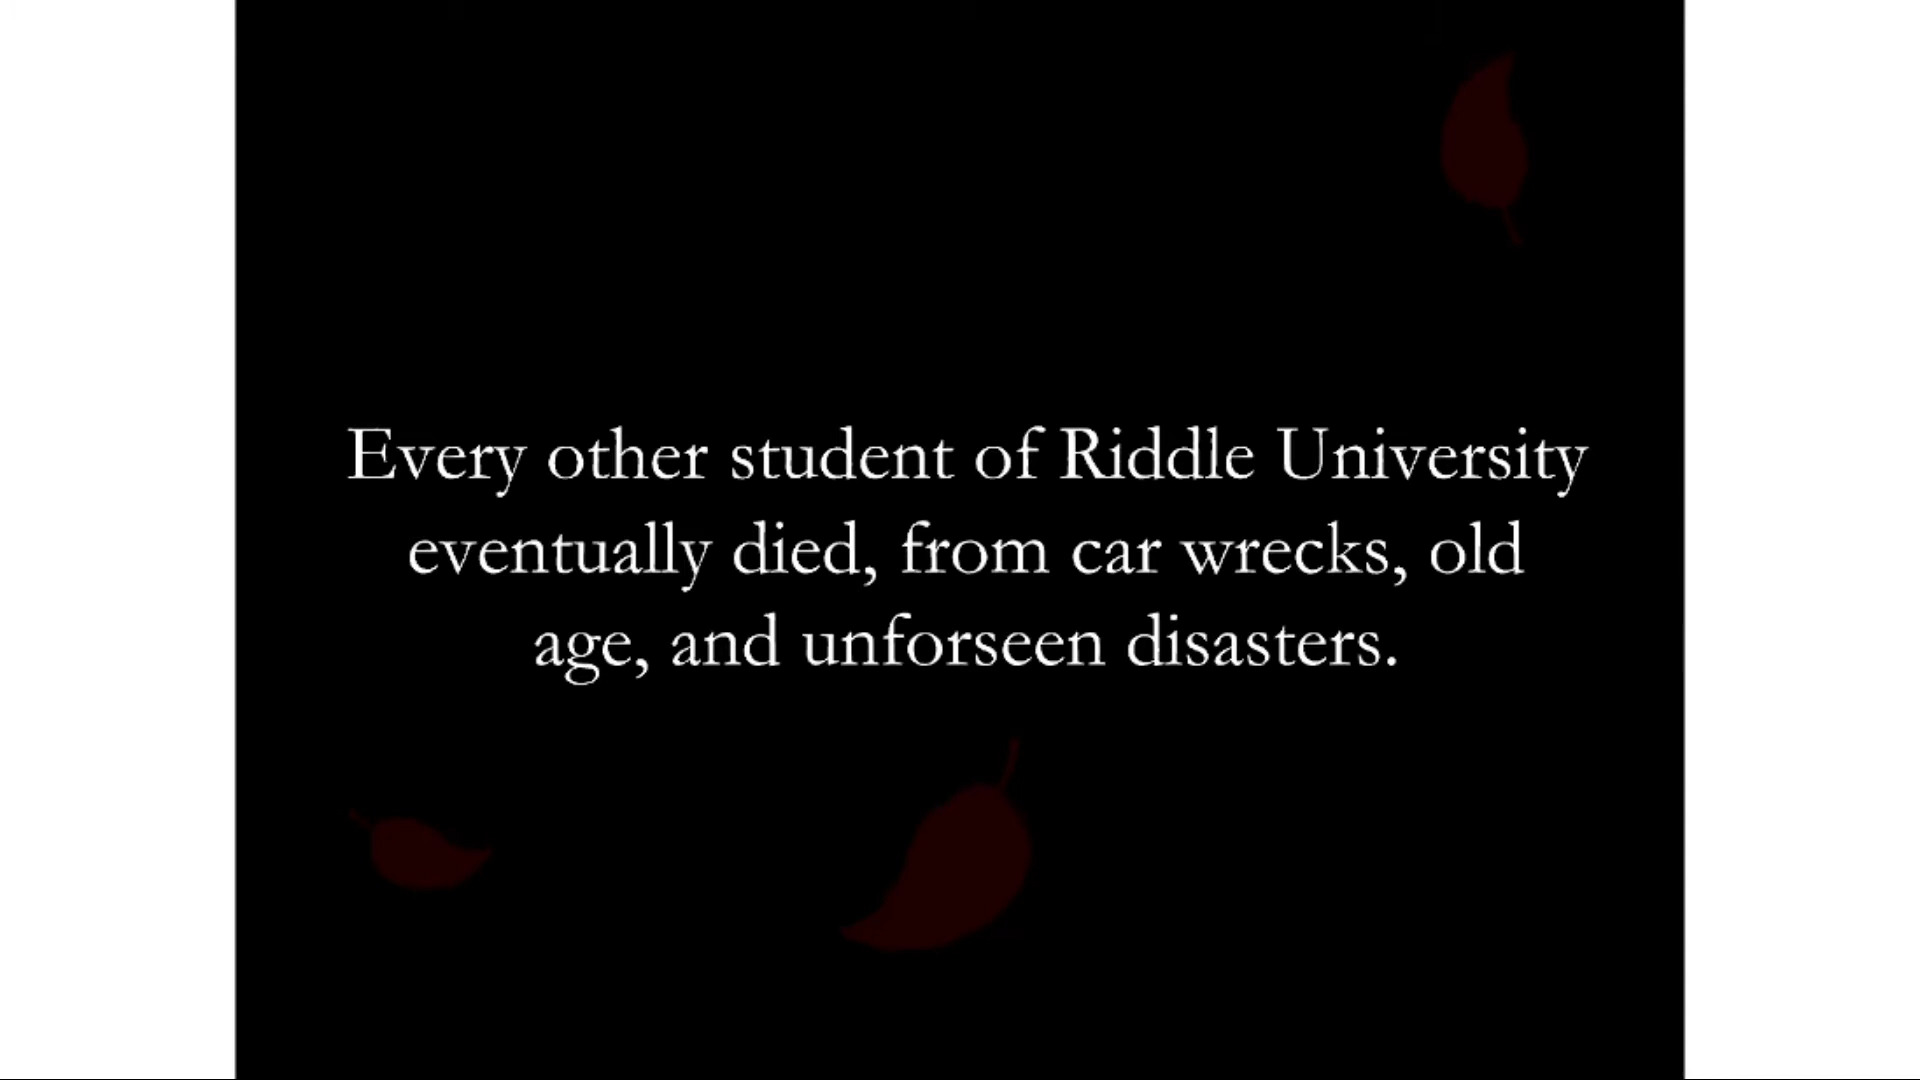 Every other student of Riddle University
eventually died, from car wrecks, old
age, and unforseen disasters.